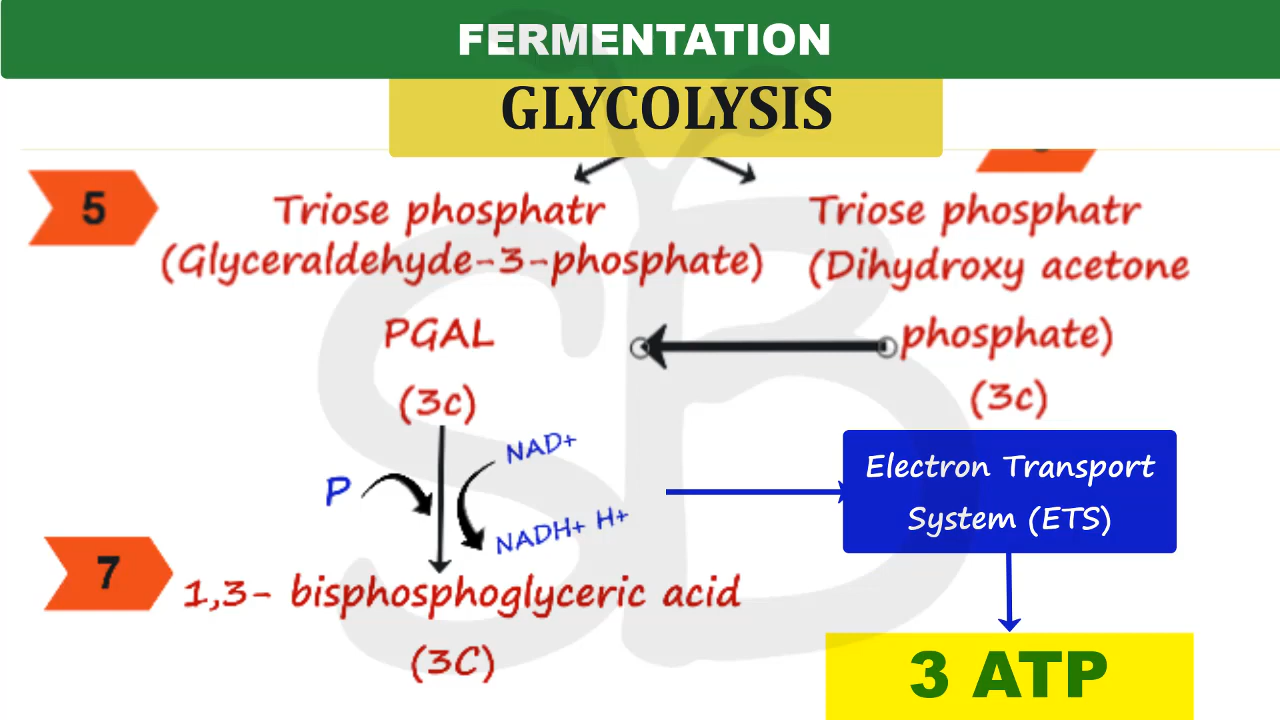 FERMENTATION
GLYCOLYSIS
5
Triose phosphatr
(Glyceraldehyde-3-phosphate)
PGAL
(3c)
Triose phosphatr
(Dihydroxy acetone
phosphate)
(3c)
P
NAD+
NADH+ H+
Electron Transport
System (ETS)
7
1,3- bisphosphoglyceric acid
(3C)
3 ATP
SB